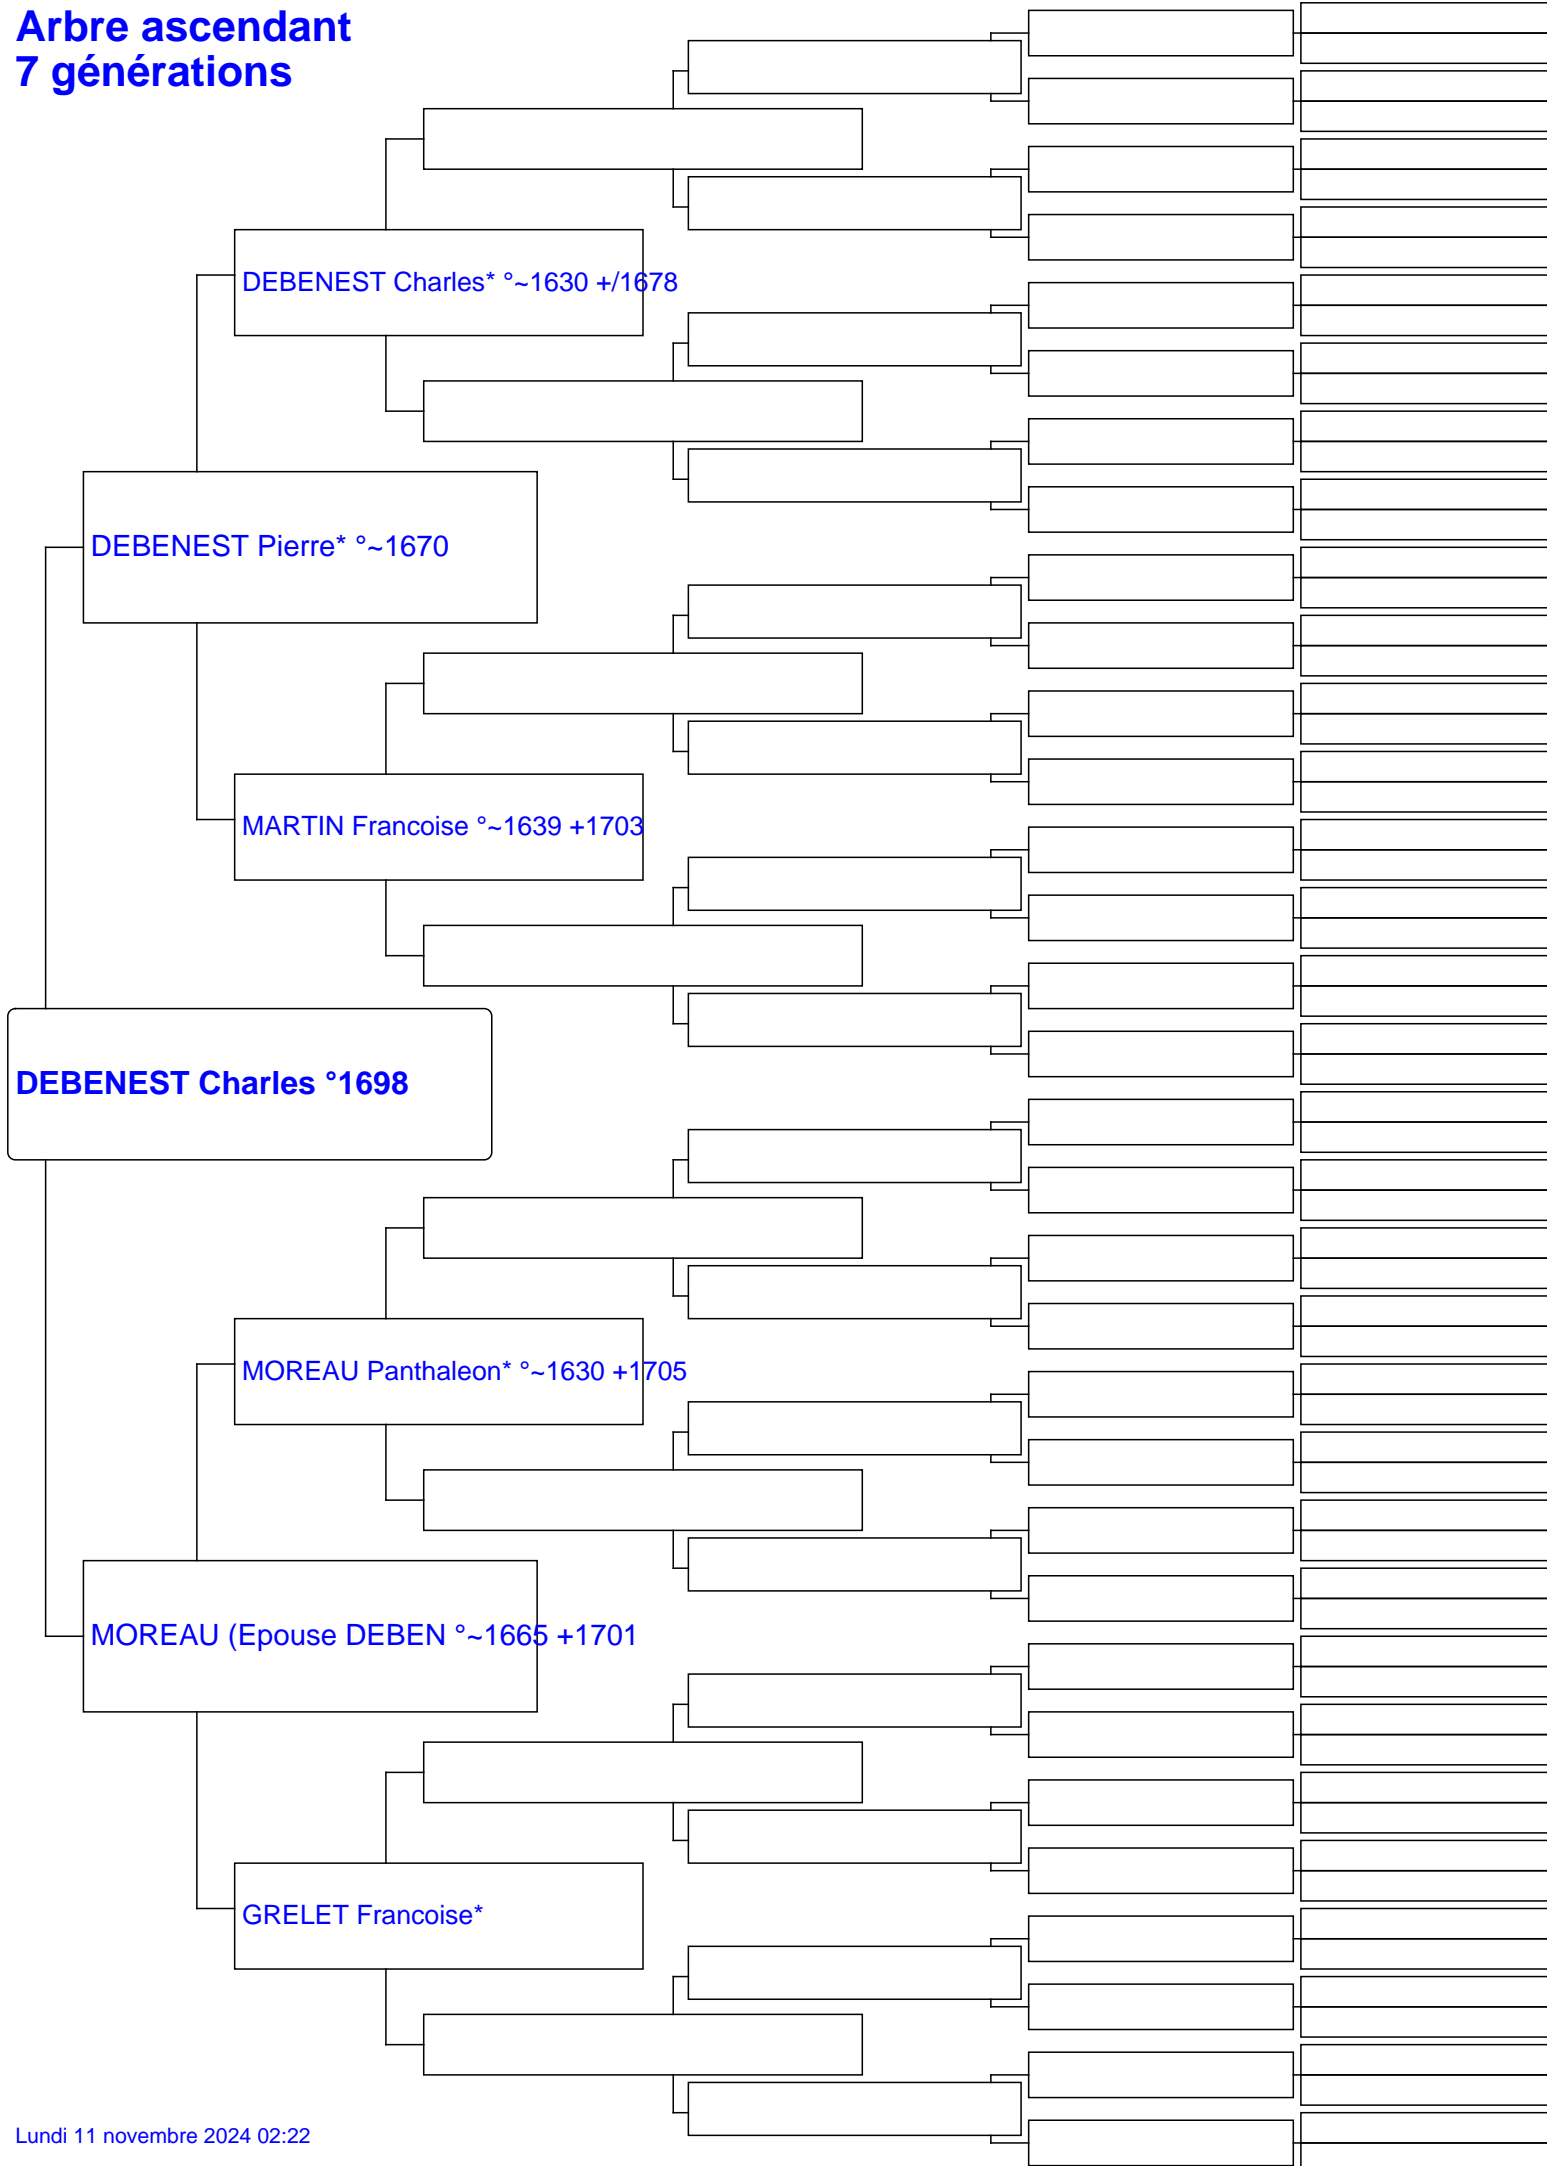 Arbre ascendant
7 générations
DEBENEST Charles* °~1630 +/1678
DEBENEST Pierre* °~1670
MARTIN Francoise °~1639 +1703
DEBENEST Charles °1698
MOREAU Panthaleon* °~1630 +1705
MOREAU (Epouse DEBEN °~1665 +1701
GRELET Francoise*
Lundi 11 novembre 2024 02:22